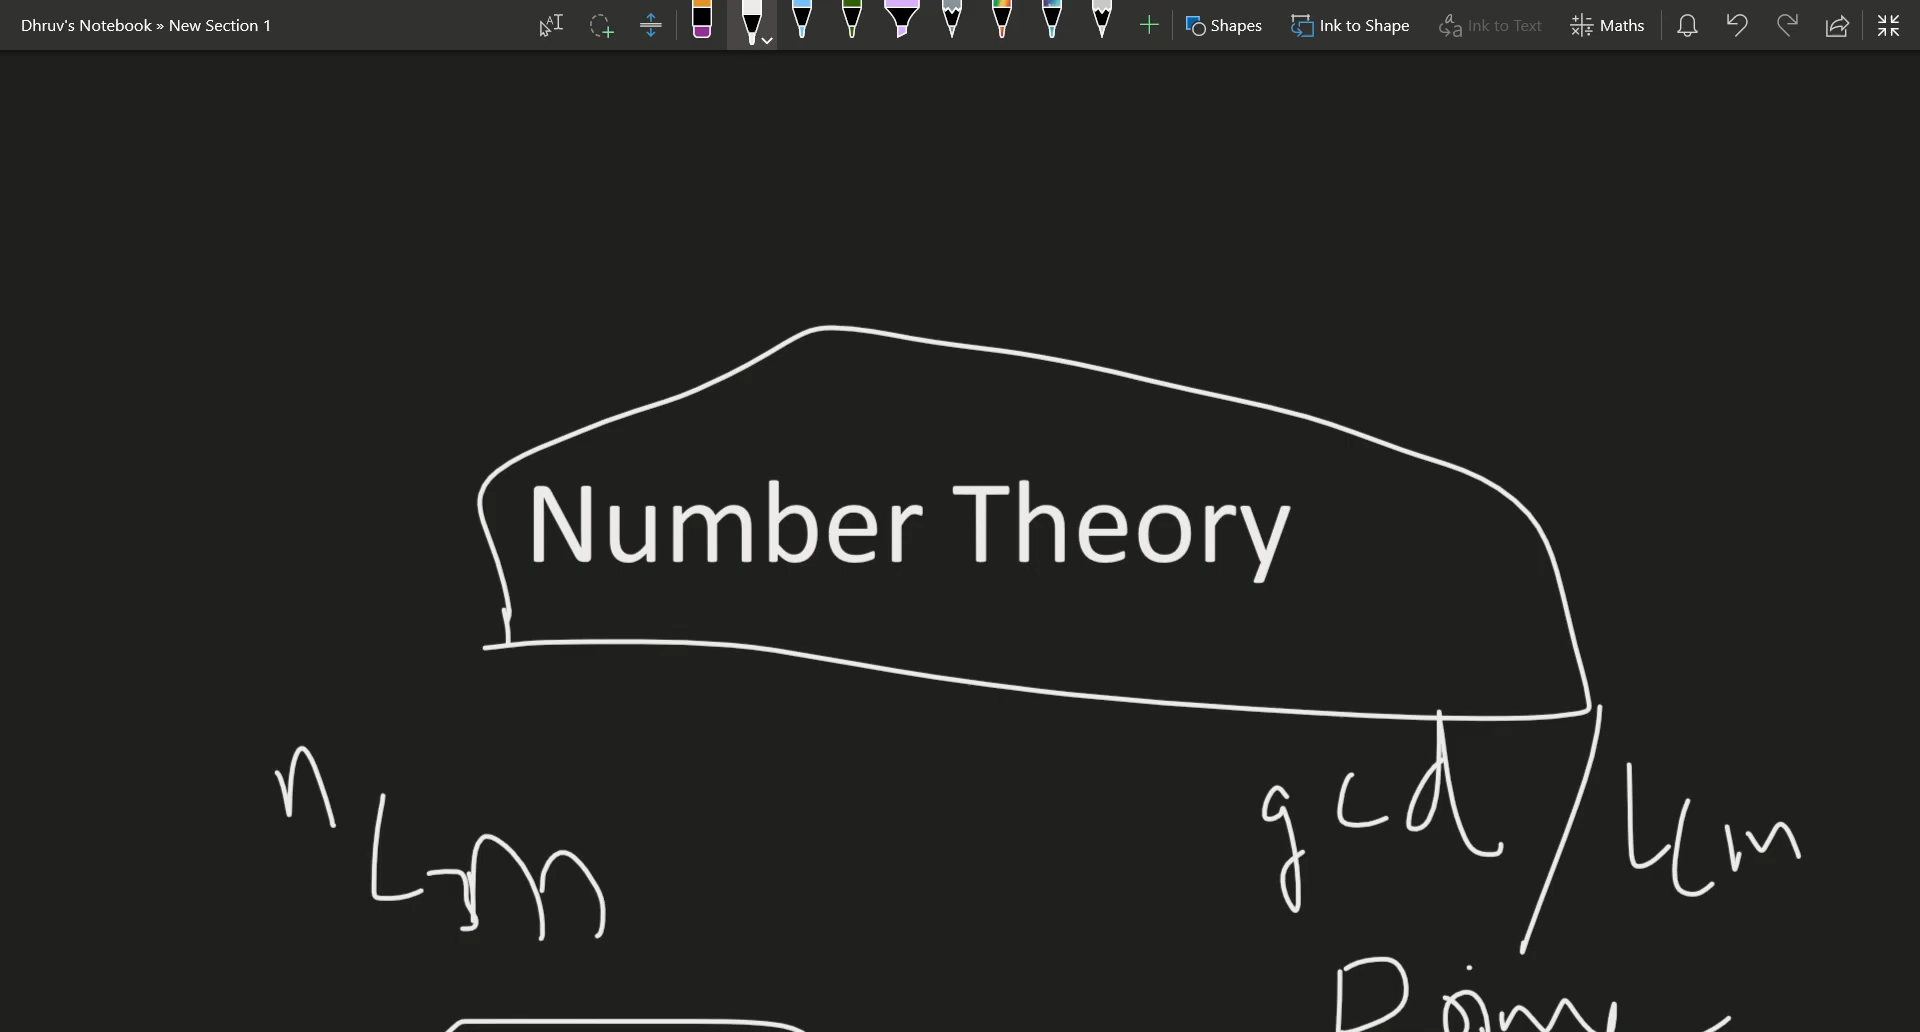 Dhruv's Notebook » New Section 1
Shapes Ink to Shape Ink to Text Maths
Number Theory
gcd / Lcm